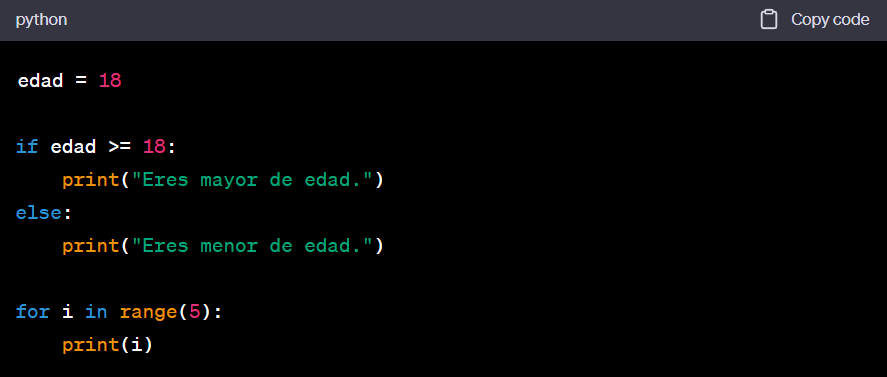 python Copy code
edad = 18
if edad >= 18:
    print("Eres mayor de edad.")
else:
    print("Eres menor de edad.")
for i in range(5):
    print(i)